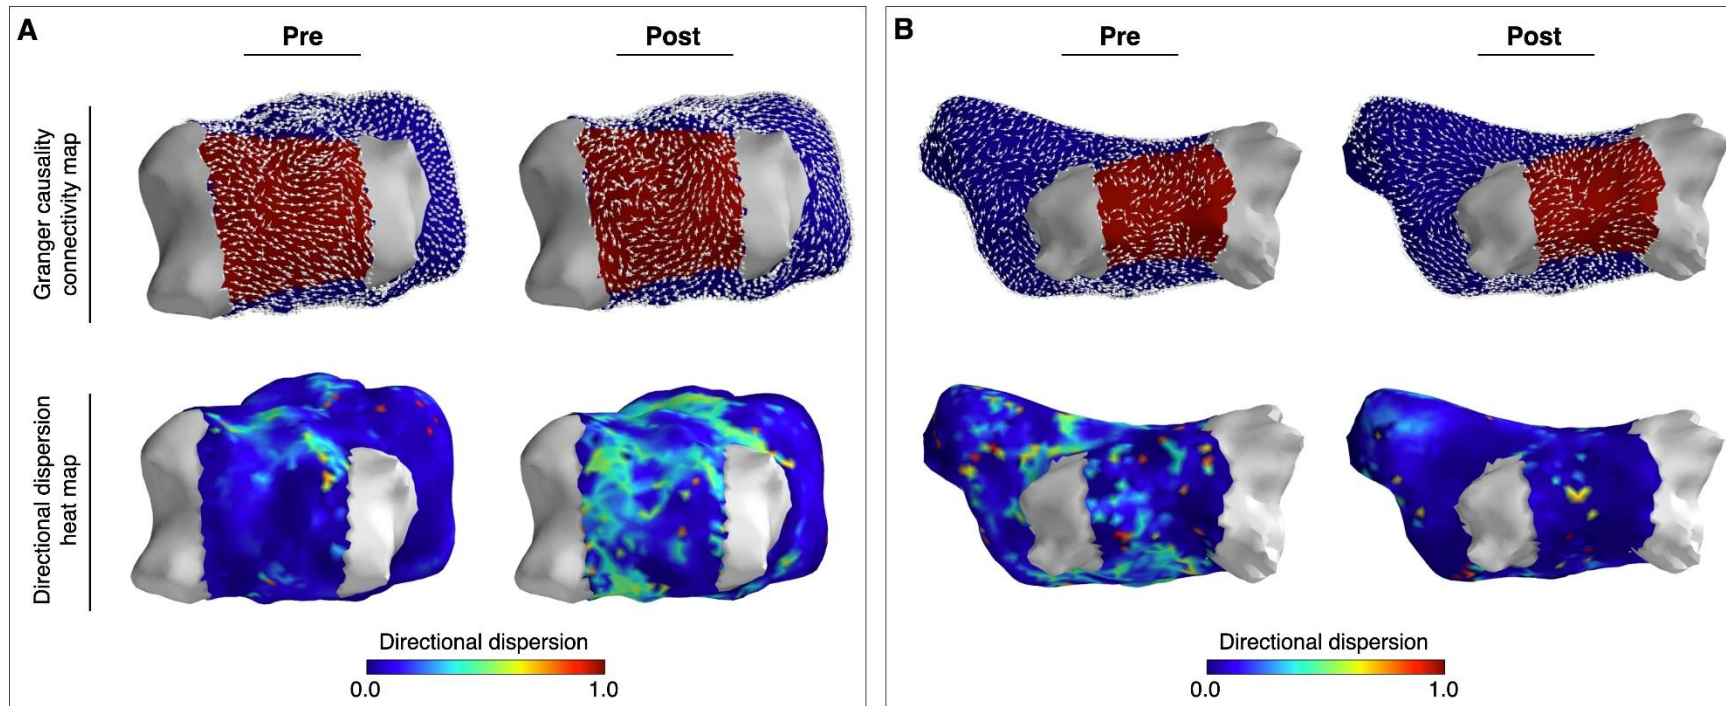 A
Pre
Post
Granger causality
connectivity map
Directional dispersion
heat map
Directional dispersion
0.0
1.0
B
Pre
Post
Directional dispersion
0.0
1.0